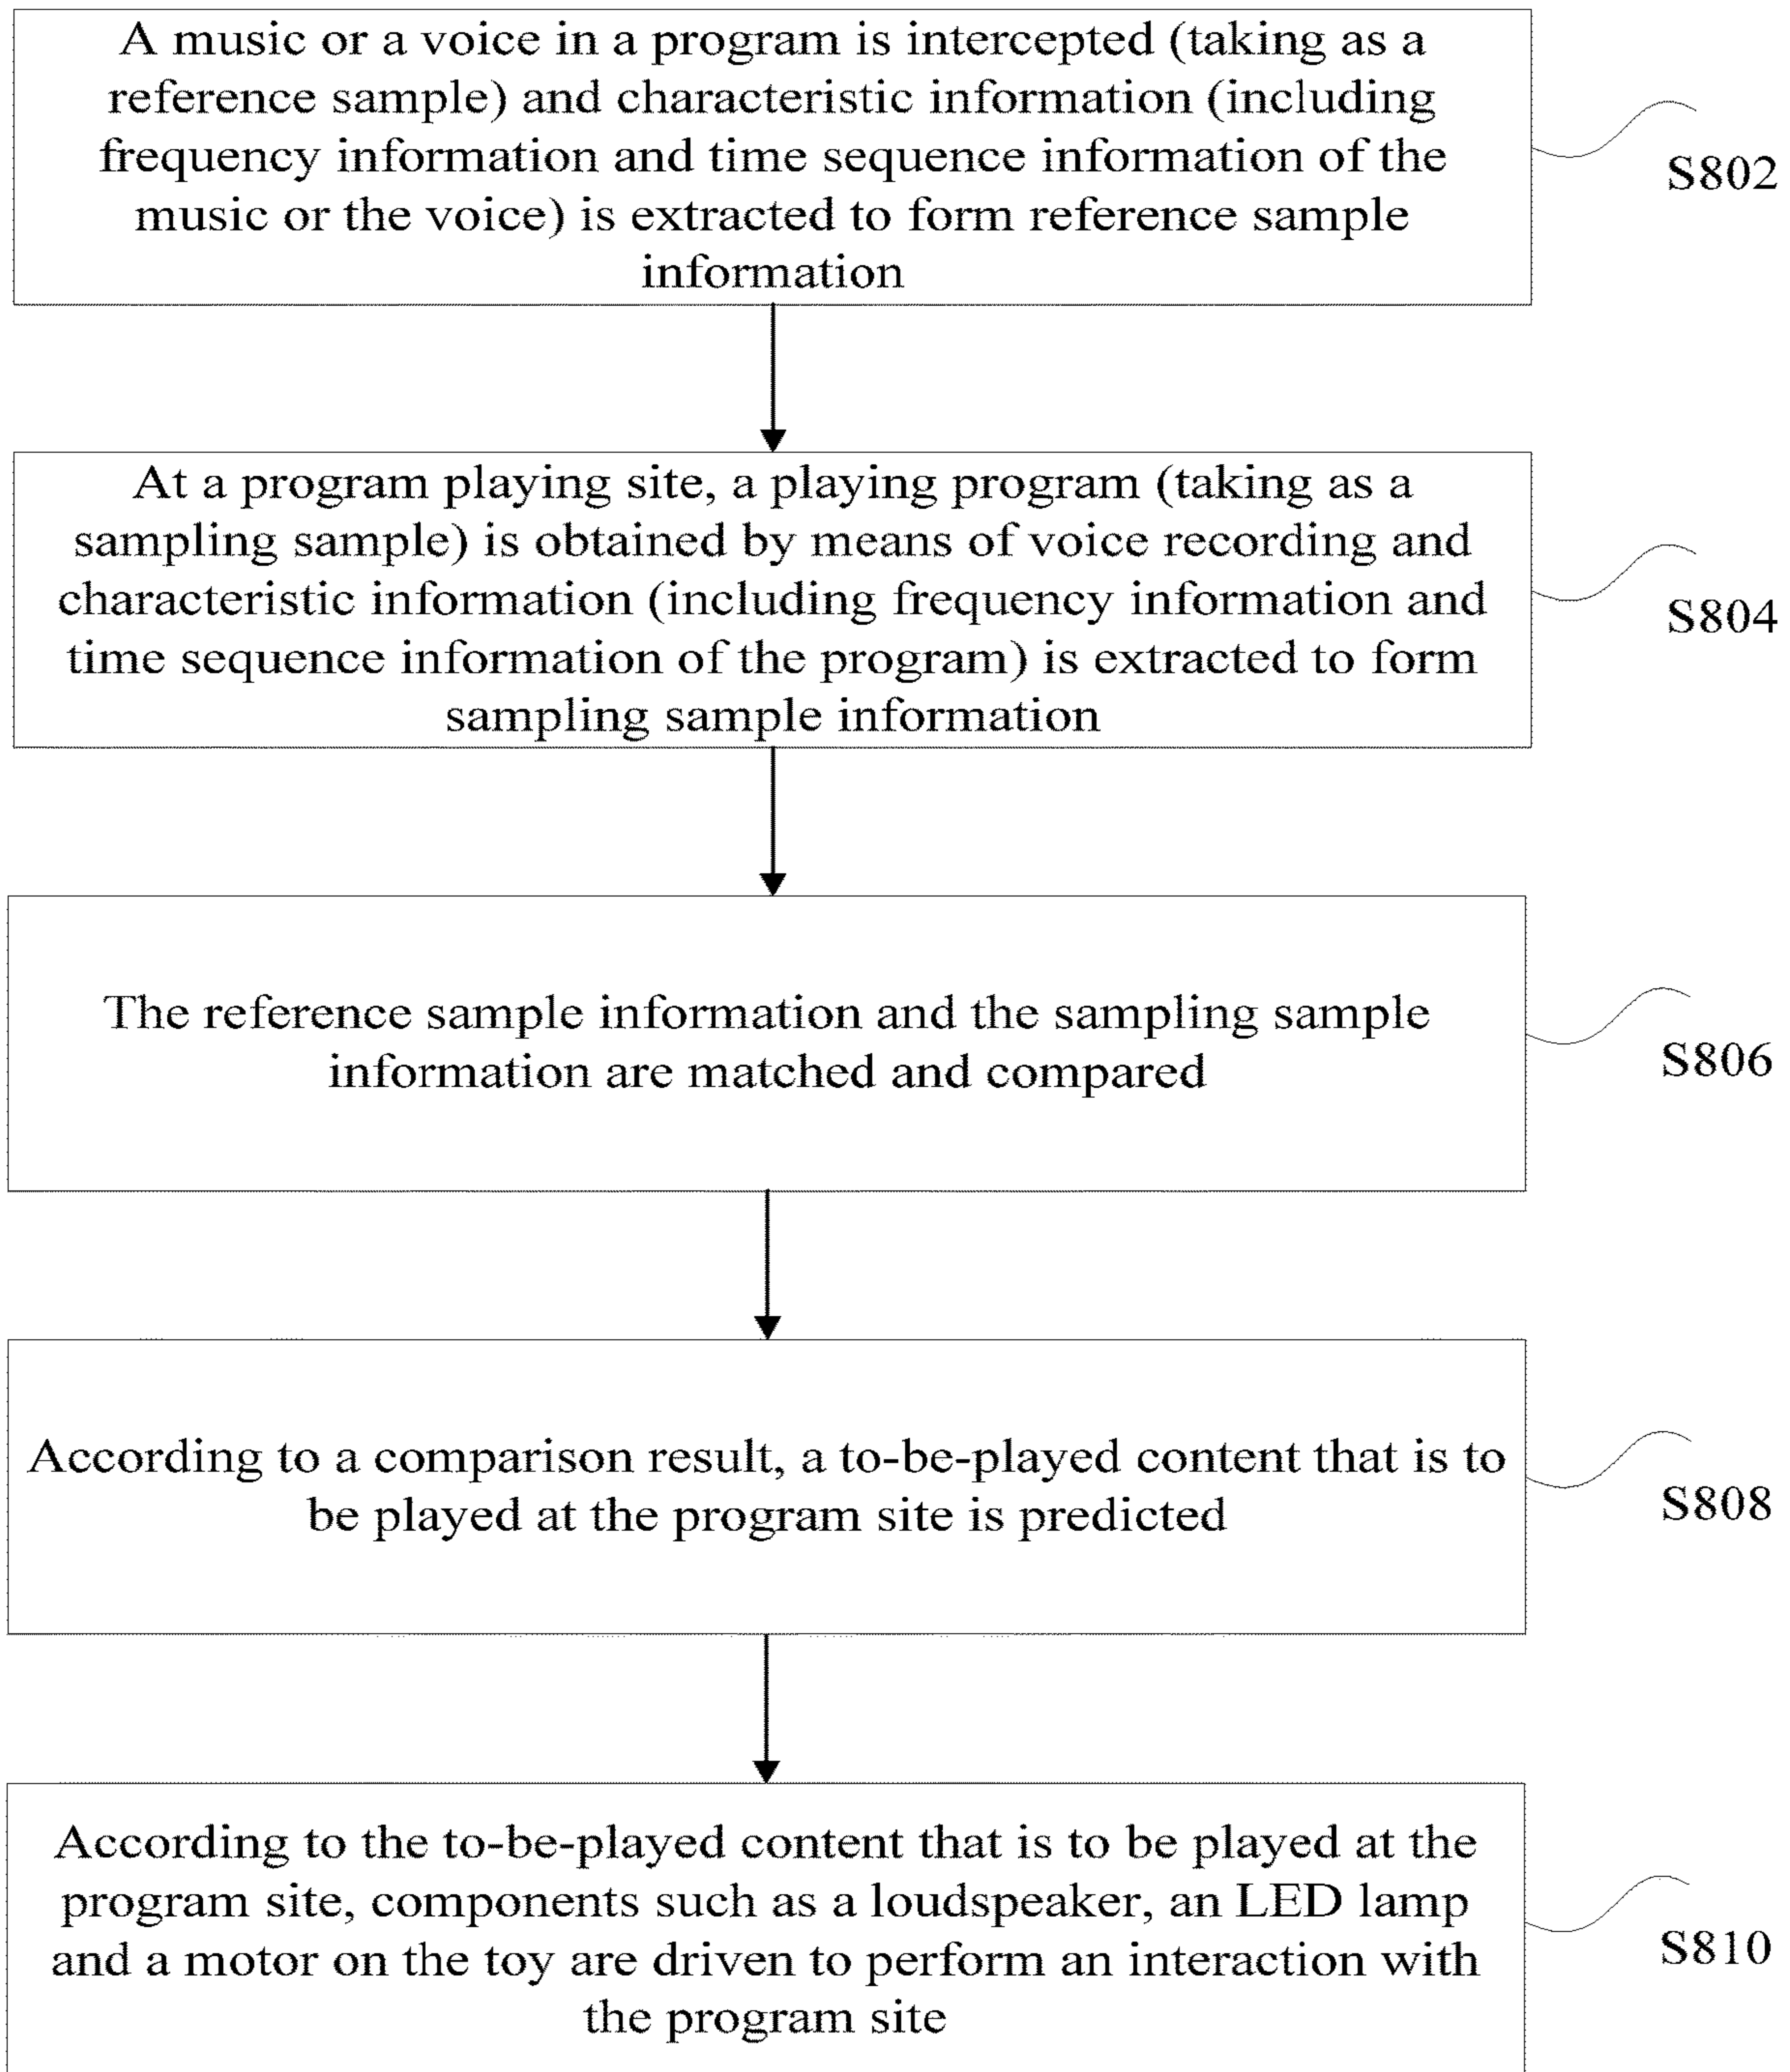 A music or a voice in a program is intercepted (taking as a
reference sample) and characteristic information (including
frequency information and time sequence information of the
music or the voice) is extracted to form reference sample
information
S802
At a program playing site, a playing program (taking as a
sampling sample) is obtained by means of voice recording and
characteristic information (including frequency information and
time sequence information of the program) is extracted to form
sampling sample information
S804
The reference sample information and the sampling sample
information are matched and compared
S806
According to a comparison result, a to-be-played content that is to
be played at the program site is predicted
S808
According to the to-be-played content that is to be played at the
program site, components such as a loudspeaker, an LED lamp
and a motor on the toy are driven to perform an interaction with
the program site
S810